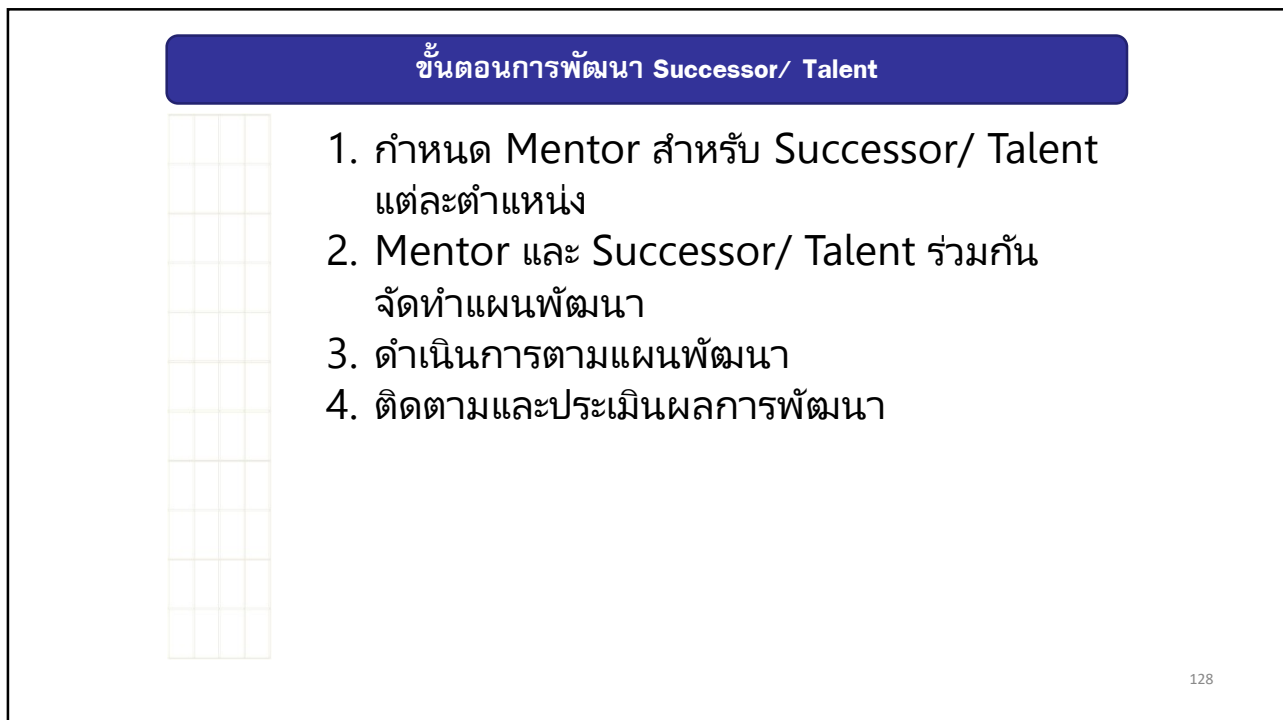 ขั้นตอนการพัฒนา Successor/ Talent
1. กำหนด Mentor สำหรับ Successor/ Talent
แต่ละตำแหน่ง
2. Mentor และ Successor/ Talent ร่วมกัน
จัดทำแผนพัฒนา
3. ดำเนินการตามแผนพัฒนา
4. ติดตามและประเมินผลการพัฒนา
128